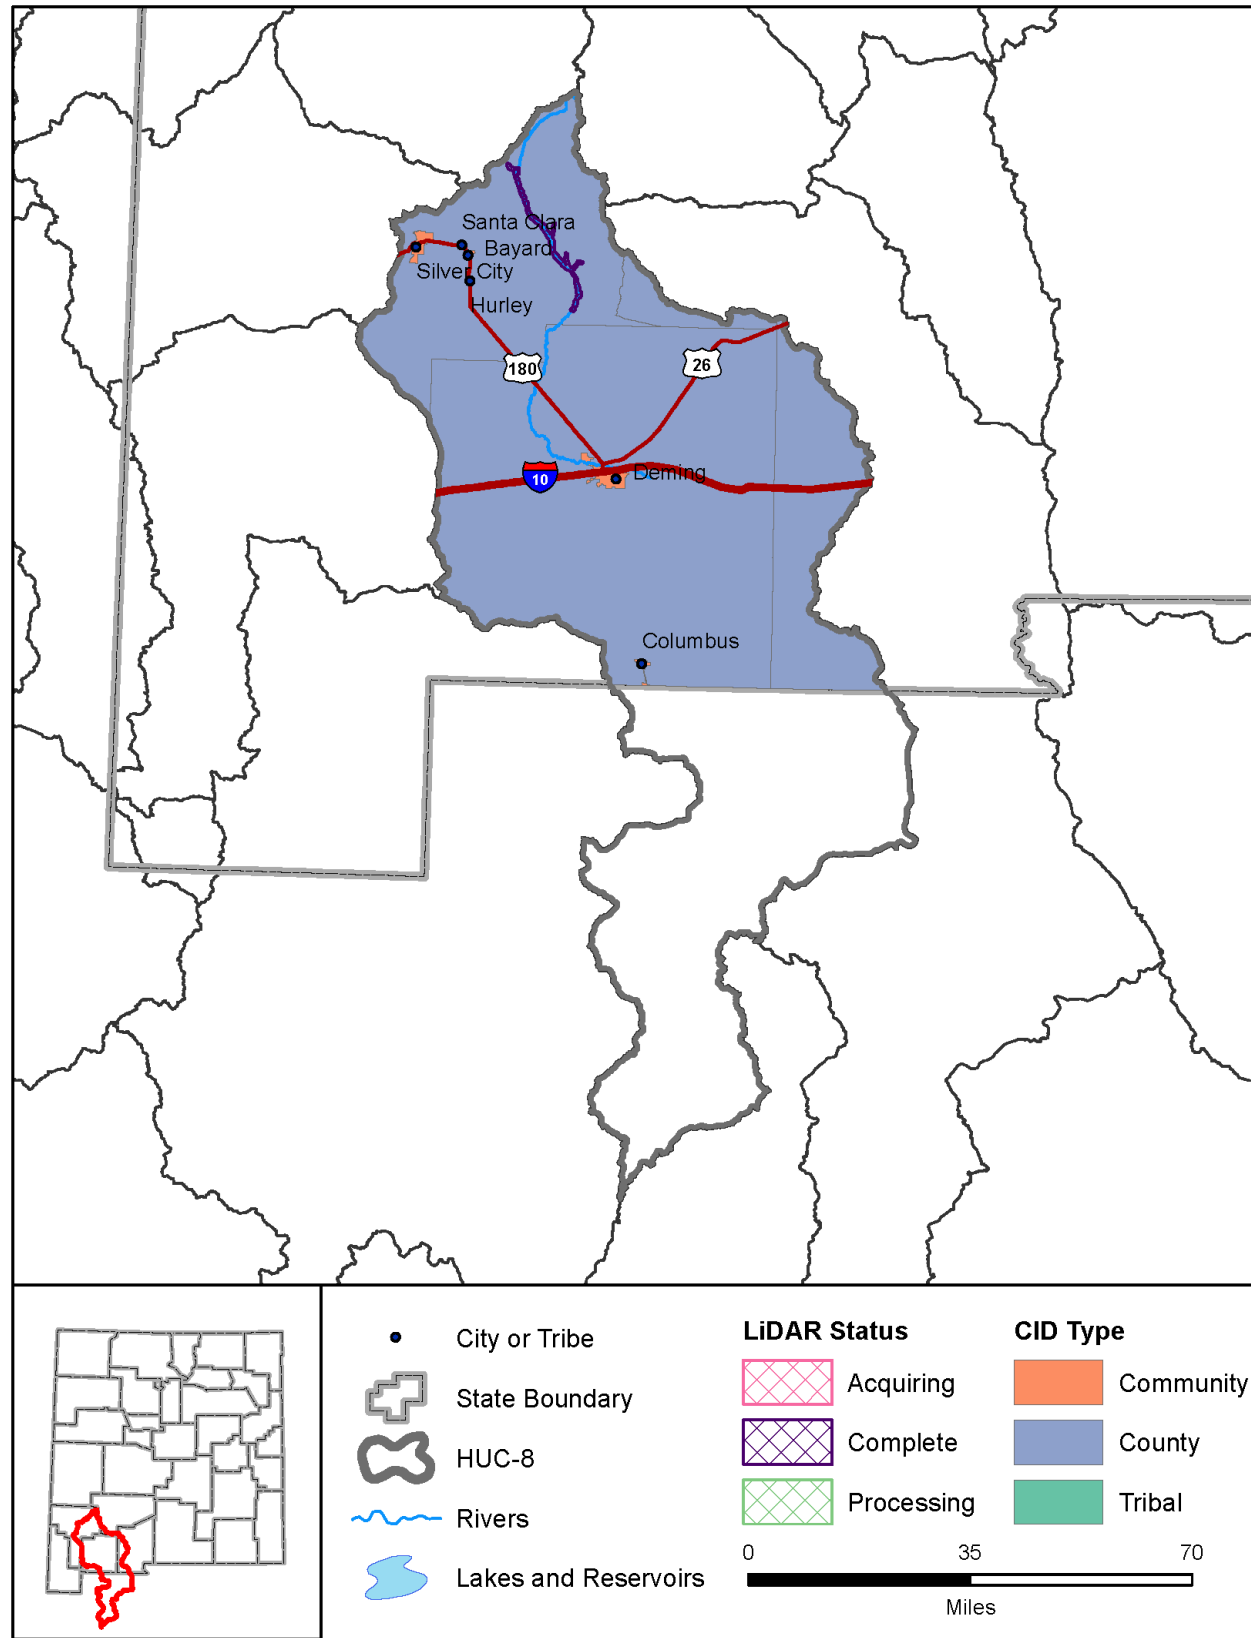 Santa Clara
Bayard
Silver City
Hurley
180
26
10
Deming
Columbus
City or Tribe
State Boundary
HUC-8
Rivers
Lakes and Reservoirs
LiDAR Status
Acquiring
Complete
Processing
CID Type
Community
County
Tribal
0 35 70
Miles